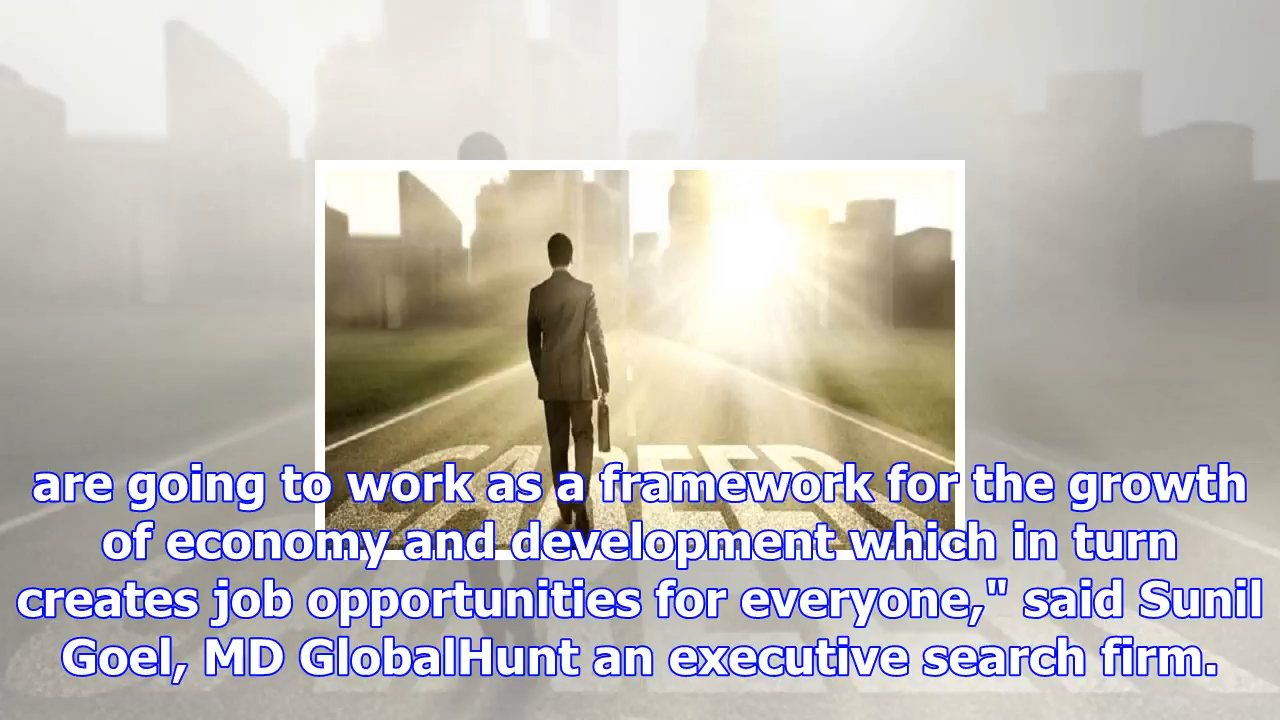 CAREER
are going to work as a framework for the growth
of economy and development which in turn
creates job opportunities for everyone," said Sunil
Goel, MD GlobalHunt an executive search firm.